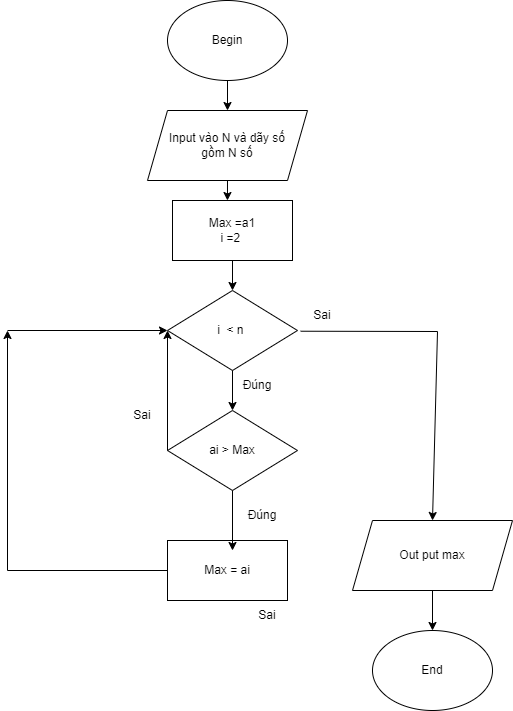 Begin
Input vào N và dãy số
gồm N số
Max =a1
i =2
i < n
Sai
Đúng
Sai
ai > Max
Đúng
Max = ai
Out put max
Sai
End